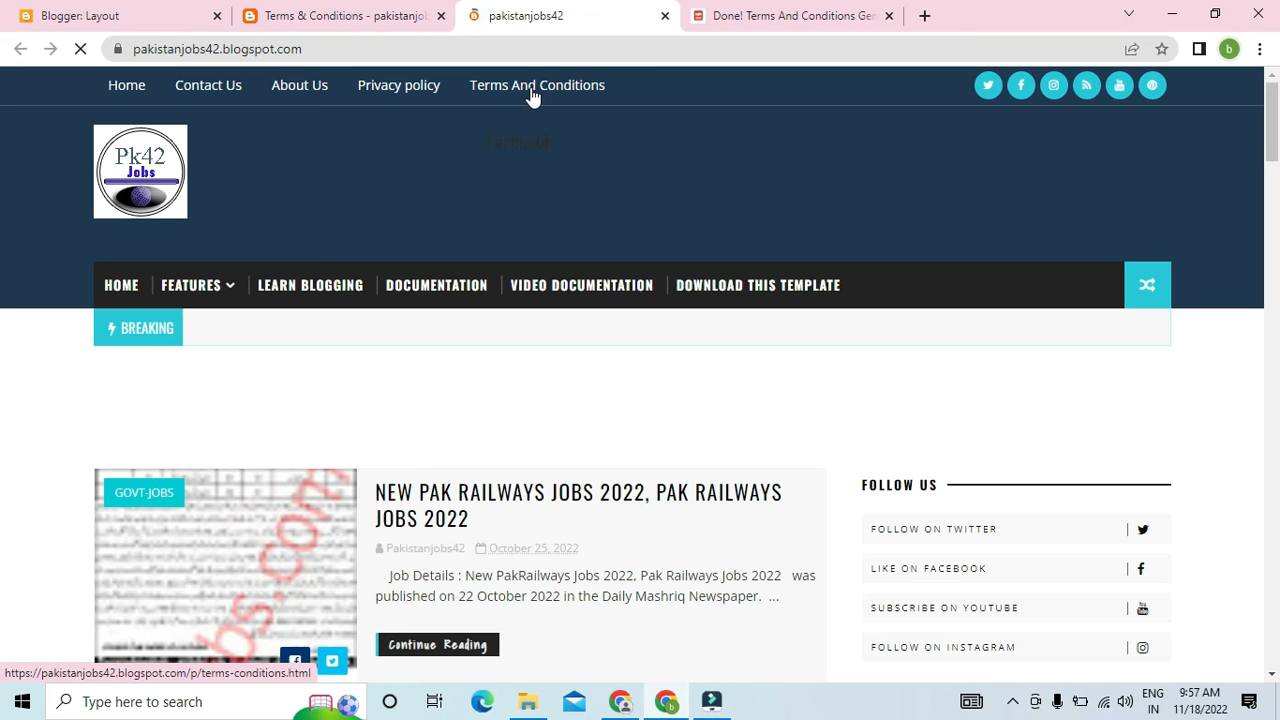 Blogger: Layout
Terms & Conditions - pakistanjol
pakistanjobs42
Done! Terms And Conditions Ger
pakistanjobs42.blogspot.com
b
Home
Contact Us
About Us
Privacy policy
Terms And Conditions
Pk42
Jobs
HOME
FEATURES
LEARN BLOGGING
DOCUMENTATION
VIDEO DOCUMENTATION
DOWNLOAD THIS TEMPLATE
BREAKING
GOVT-JOBS
NEW PAK RAILWAYS JOBS 2022, PAK RAILWAYS
JOBS 2022
Pakistanjobs42 October 25, 2022
Job Details : New PakRailways Jobs 2022, Pak Railways Jobs 2022 was
published on 22 October 2022 in the Daily Mashriq Newspaper. ...
Continue Reading
FOLLOW US
FOLLOW ON TWITTER
LIKE ON FACEBOOK
SUBSCRIBE ON YOUTUBE
FOLLOW ON INSTAGRAM
https://pakistanjobs42.blogspot.com/p/terms-conditions.html
Type here to search
ENG
IN
9:57 AM
11/18/2022